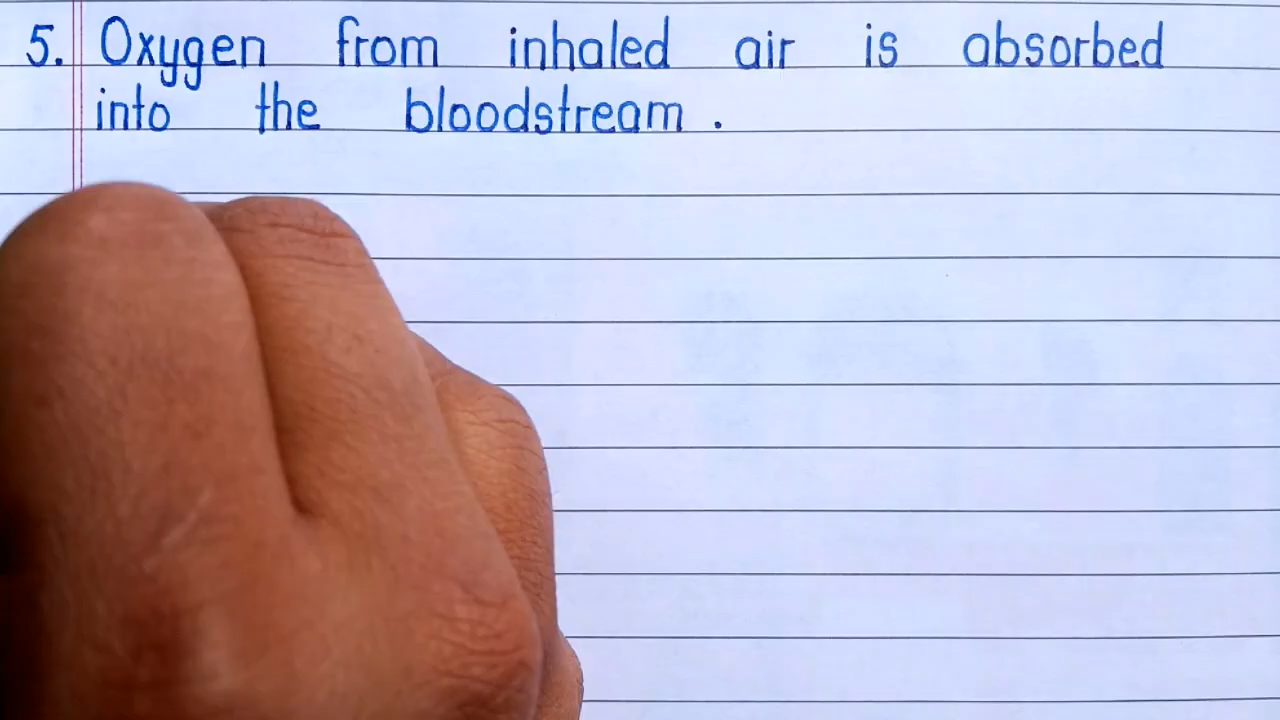 5. Oxygen from inhaled air is absorbed
into the bloodstream.